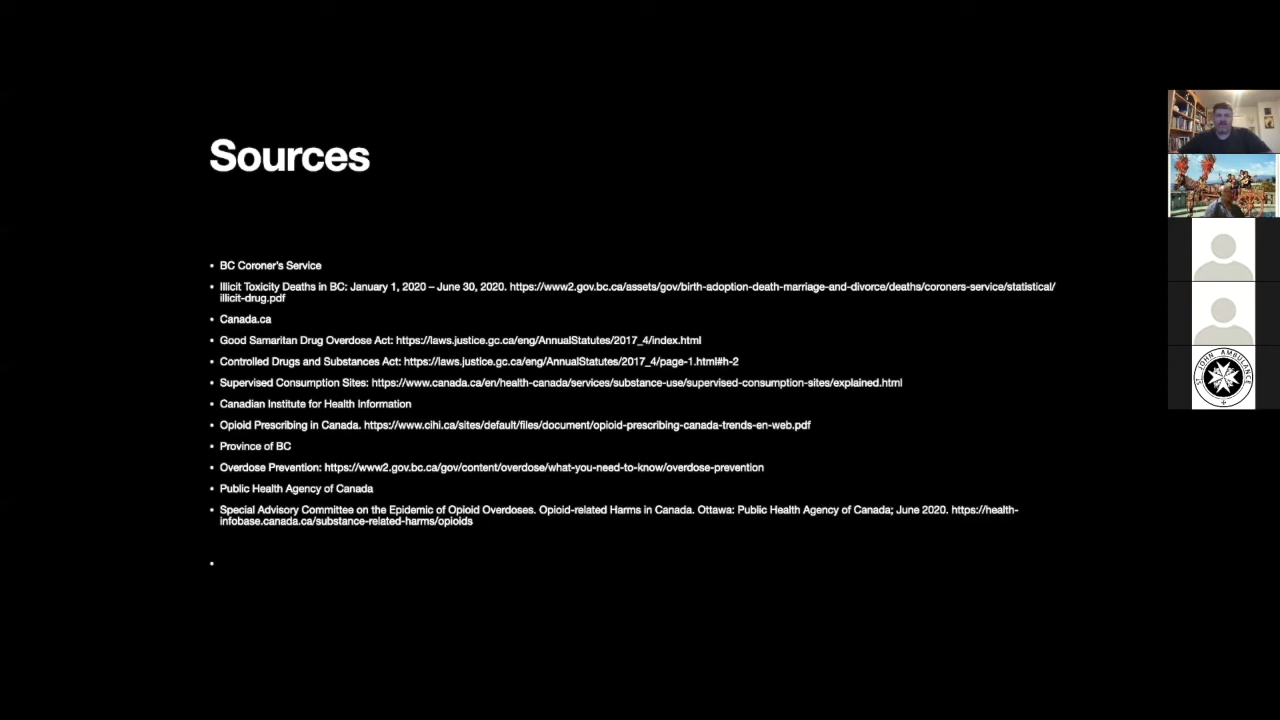 Sources
• BC Coroner's Service
• Illicit Toxicity Deaths in BC: January 1, 2020 – June 30, 2020. https://www2.gov.bc.ca/assets/gov/birth-adoption-death-marriage-and-divorce/deaths/coroners-service/statistical/
illicit-drug.pdf
• Canada.ca
• Good Samaritan Drug Overdose Act: https://laws.justice.gc.ca/eng/AnnualStatutes/2017_4/index.html
• Controlled Drugs and Substances Act: https://laws.justice.gc.ca/eng/AnnualStatutes/2017_4/page-1.html#h-2
• Supervised Consumption Sites: https://www.canada.ca/en/health-canada/services/substance-use/supervised-consumption-sites/explained.html
• Canadian Institute for Health Information
• Opioid Prescribing in Canada. https://www.cihi.ca/sites/default/files/document/opioid-prescribing-canada-trends-en-web.pdf
• Province of BC
• Overdose Prevention: https://www2.gov.bc.ca/gov/content/overdose/what-you-need-to-know/overdose-prevention
• Public Health Agency of Canada
• Special Advisory Committee on the Epidemic of Opioid Overdoses. Opioid-related Harms in Canada. Ottawa: Public Health Agency of Canada; June 2020. https://health-
infobase.canada.ca/substance-related-harms/opioids
•
ST JOHN AMBULANCE